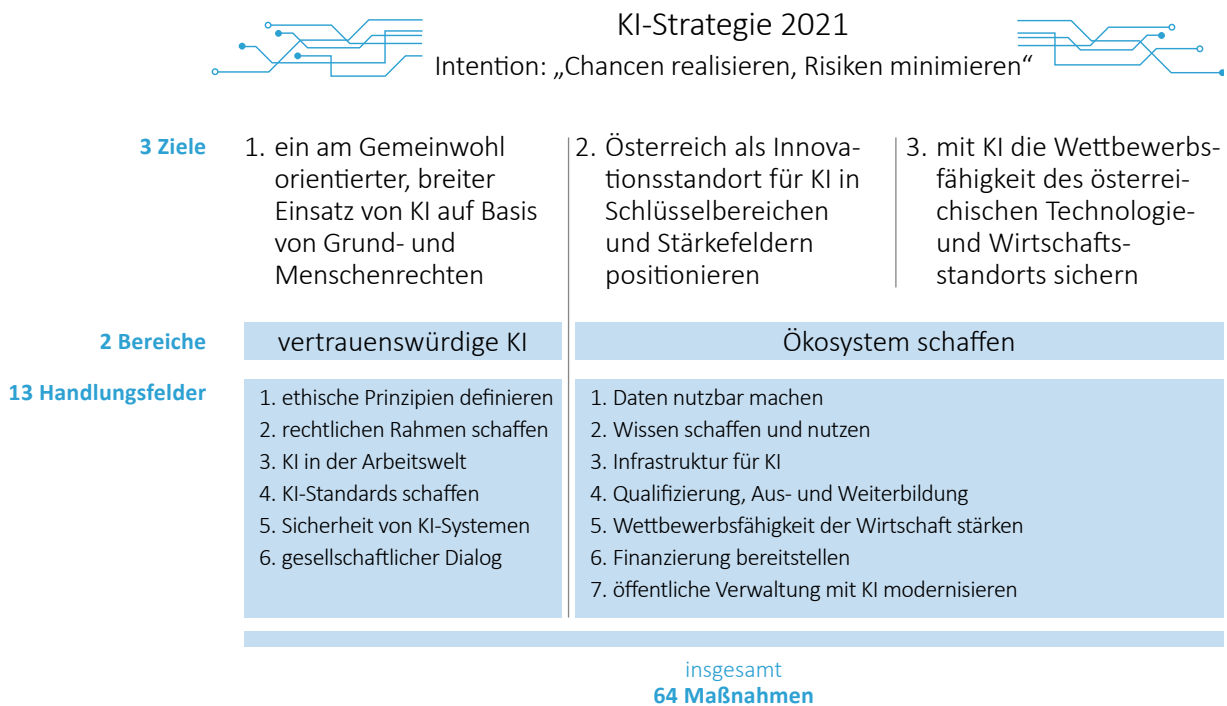 KI-Strategie 2021
Intention: „Chancen realisieren, Risiken minimieren“
3 Ziele
1. ein am Gemeinwohl
orientierter, breiter
Einsatz von KI auf Basis
von Grund- und
Menschenrechten
2. Österreich als Innova-
tionsstandort für KI in
Schlüsselbereichen
und Stärkefeldern
positionieren
3. mit KI die Wettbewerbs-
fähigkeit des österrei-
chischen Technologie-
und Wirtschafts-
standorts sichern
2 Bereiche
vertrauenswürdige KI
Ökosystem schaffen
13 Handlungsfelder
1. ethische Prinzipien definieren
2. rechtlichen Rahmen schaffen
3. KI in der Arbeitswelt
4. KI-Standards schaffen
5. Sicherheit von KI-Systemen
6. gesellschaftlicher Dialog
1. Daten nutzbar machen
2. Wissen schaffen und nutzen
3. Infrastruktur für KI
4. Qualifizierung, Aus- und Weiterbildung
5. Wettbewerbsfähigkeit der Wirtschaft stärken
6. Finanzierung bereitstellen
7. öffentliche Verwaltung mit KI modernisieren
insgesamt
64 Maßnahmen